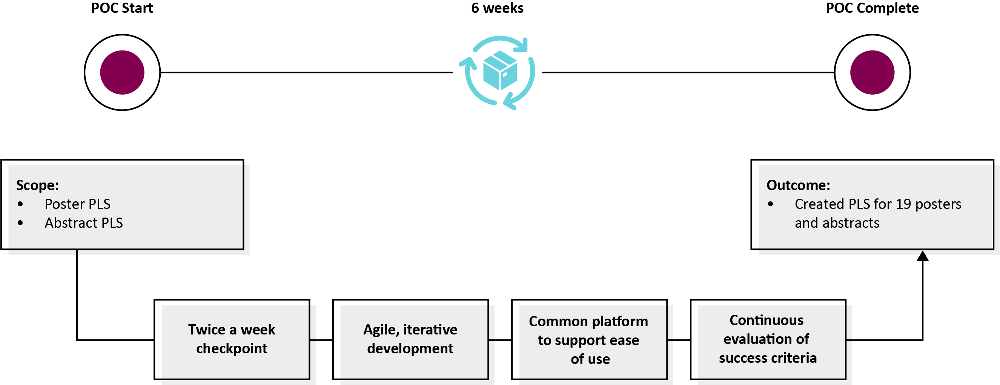 POC Start
6 weeks
POC Complete
Scope:
• Poster PLS
• Abstract PLS
Outcome:
• Created PLS for 19 posters
and abstracts
Twice a week
checkpoint
Agile, iterative
development
Common platform
to support ease
of use
Continuous
evaluation of
success criteria